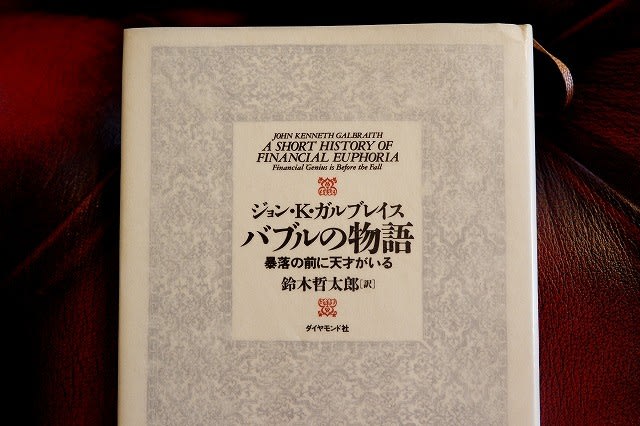 JOHN KENNETH GALBRAITH
A SHORT HISTORY OF
FINANCIAL EUPHORIA
Financial Genius is Before the Fall
ジョン・K・ガルブレイス
バブルの物語
暴落の前に天才がいる
鈴木哲太郎〔訳〕
ダイヤモンド社